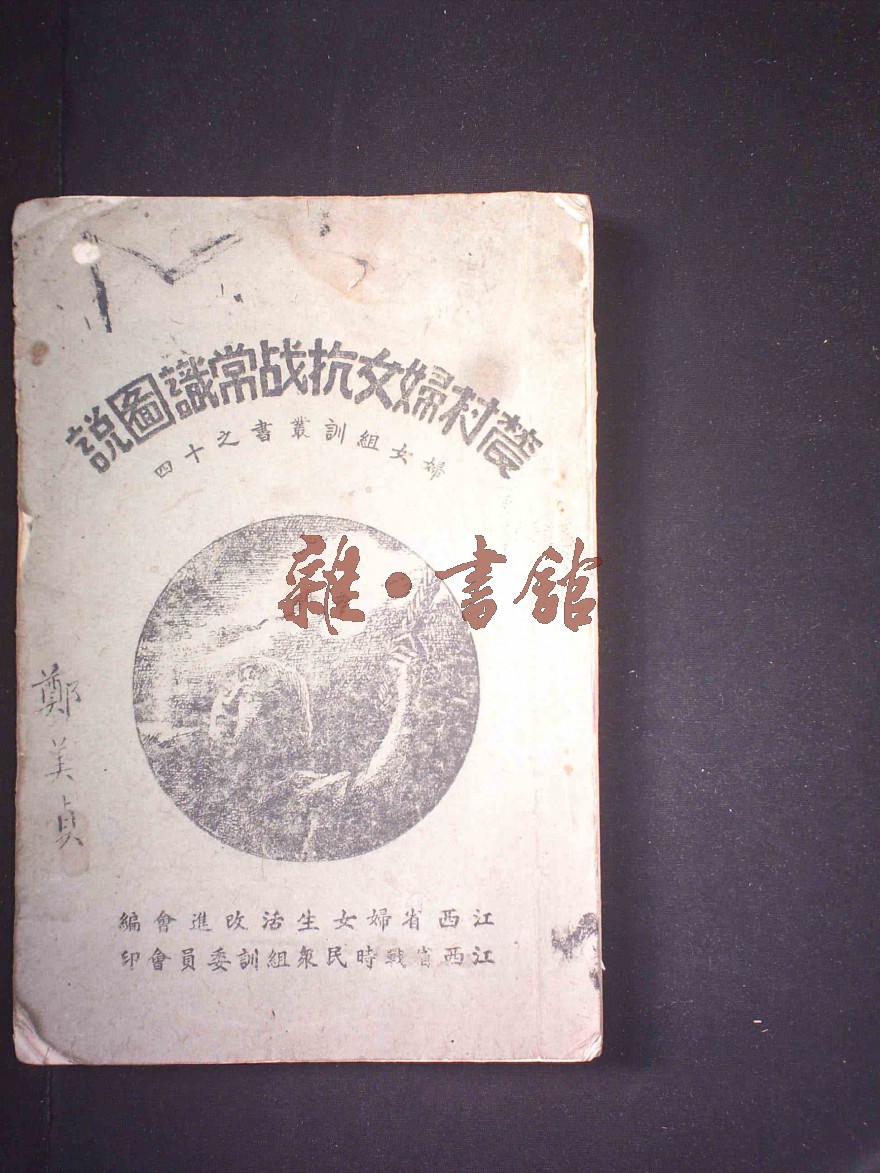 農村婦女抗战常識圖説
婦女組訓叢書之十四
雜·書館
鄭美貞
江西省婦女生活改進會編
江西省戰時民衆組訓委員會印